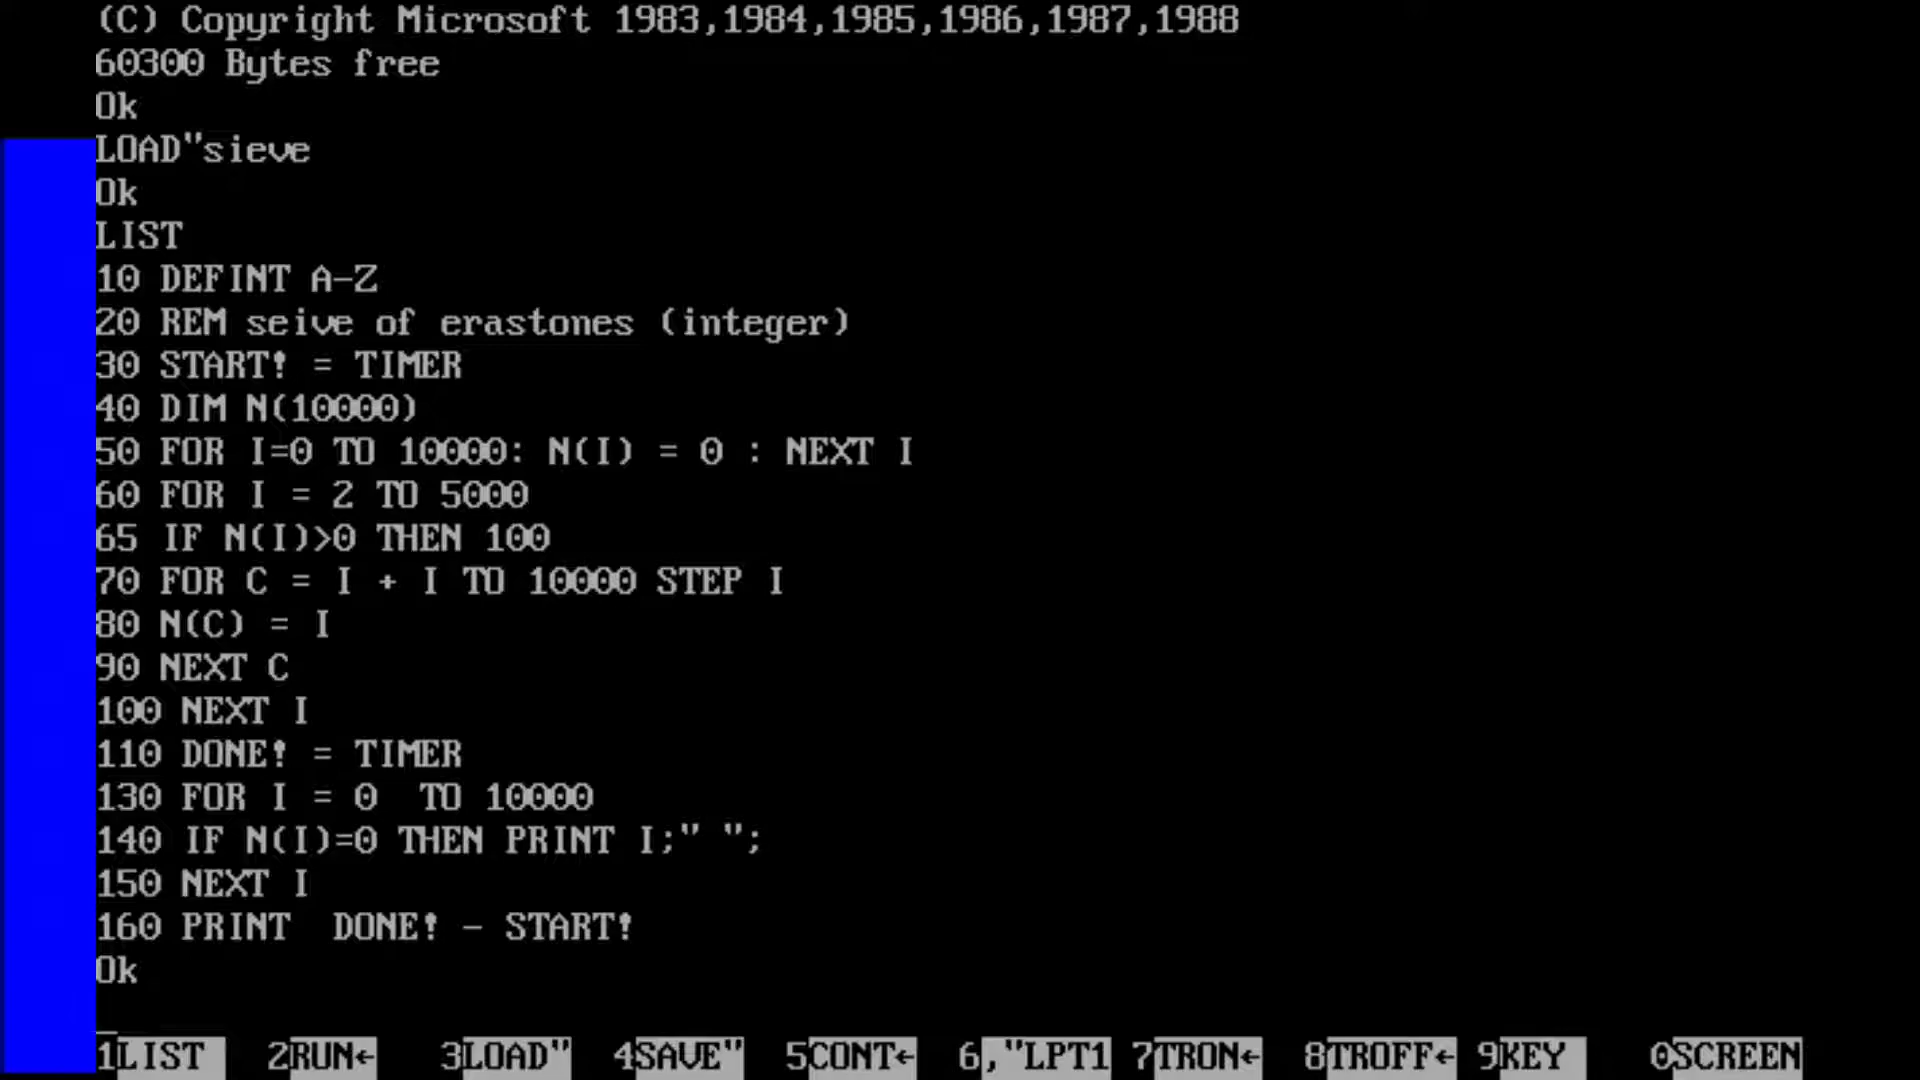 (C) Copyright Microsoft 1983,1984,1985,1986,1987,1988
60300 Bytes free
Ok
LOAD"sieve
Ok
LIST
10 DEFINT A-Z
20 REM seive of erastones (integer)
30 START! = TIMER
40 DIM N(10000)
50 FOR I=0 TO 10000: N(I) = 0 : NEXT I
60 FOR I = 2 TO 5000
65 IF N(I)>0 THEN 100
70 FOR C = I + I TO 10000 STEP I
80 N(C) = I
90 NEXT C
100 NEXT I
110 DONE! = TIMER
130 FOR I = 0  TO 10000
140 IF N(I)=0 THEN PRINT I;" ";
150 NEXT I
160 PRINT  DONE! - START!
Ok
1LIST 2RUN← 3LOAD" 4SAVE" 5CONT← 6,"LPT1 7TRON← 8TROFF← 9KEY 0SCREEN